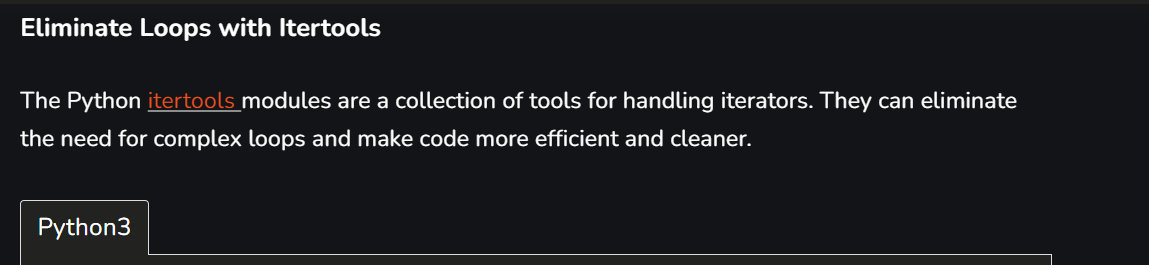 Eliminate Loops with Itertools
The Python itertools modules are a collection of tools for handling iterators. They can eliminate
the need for complex loops and make code more efficient and cleaner.
Python3